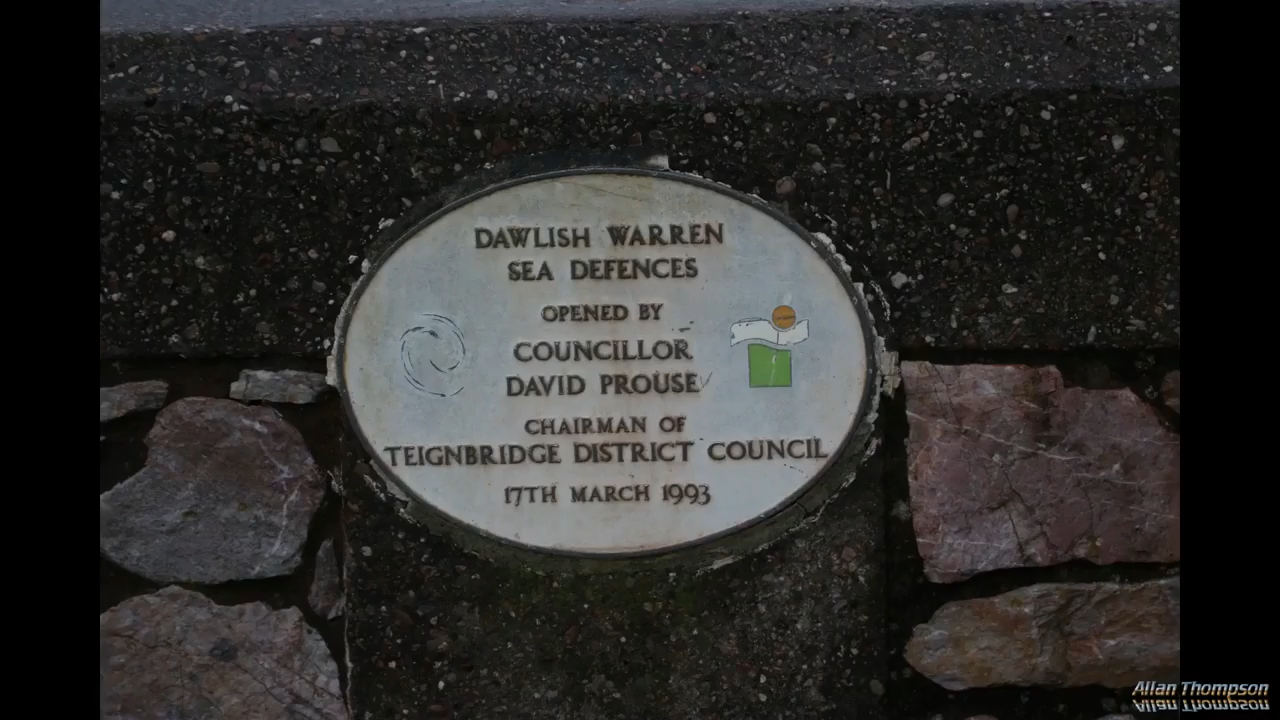 DAWLISH WARREN
SEA DEFENCES
OPENED BY
COUNCILLOR
DAVID PROUSE
CHAIRMAN OF
TEIGNBRIDGE DISTRICT COUNCIL
17TH MARCH 1993
Allan Thompson